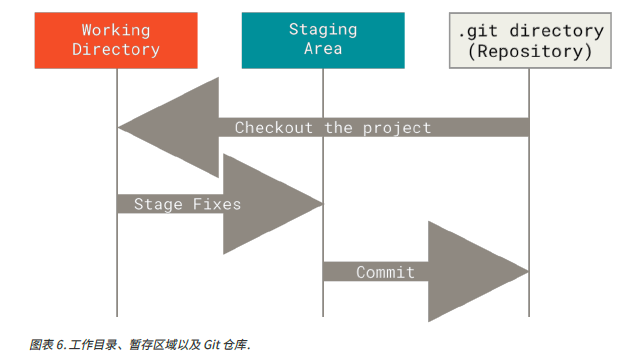 Working
Directory
Staging
Area
.git directory
(Repository)
Checkout the project
Stage Fixes
Commit
图表 6. 工作目录、暂存区域以及 Git 仓库.